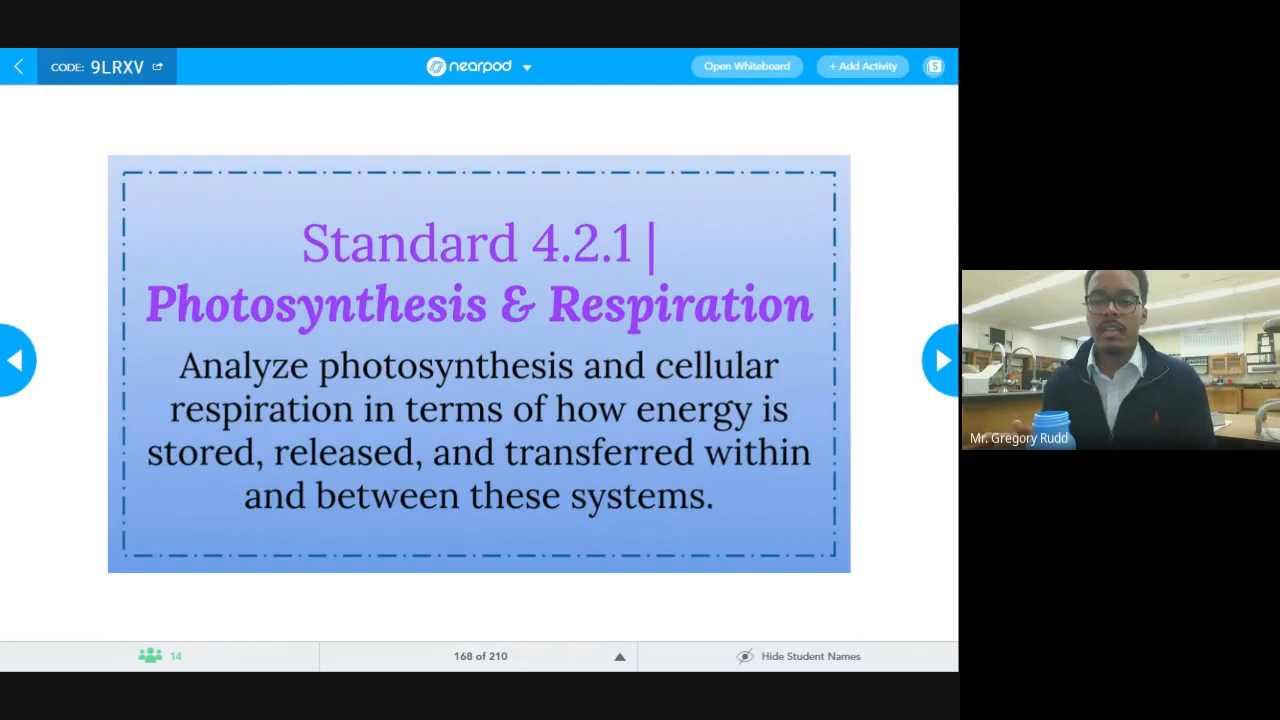 CODE: 9LRXV
nearpod
Open Whiteboard
+ Add Activity
S
Standard 4.2.1|
Photosynthesis & Respiration
Analyze photosynthesis and cellular
respiration in terms of how energy is
stored, released, and transferred within
and between these systems.
Mr. Gregory Rudd
14
168 of 210
Hide Student Names